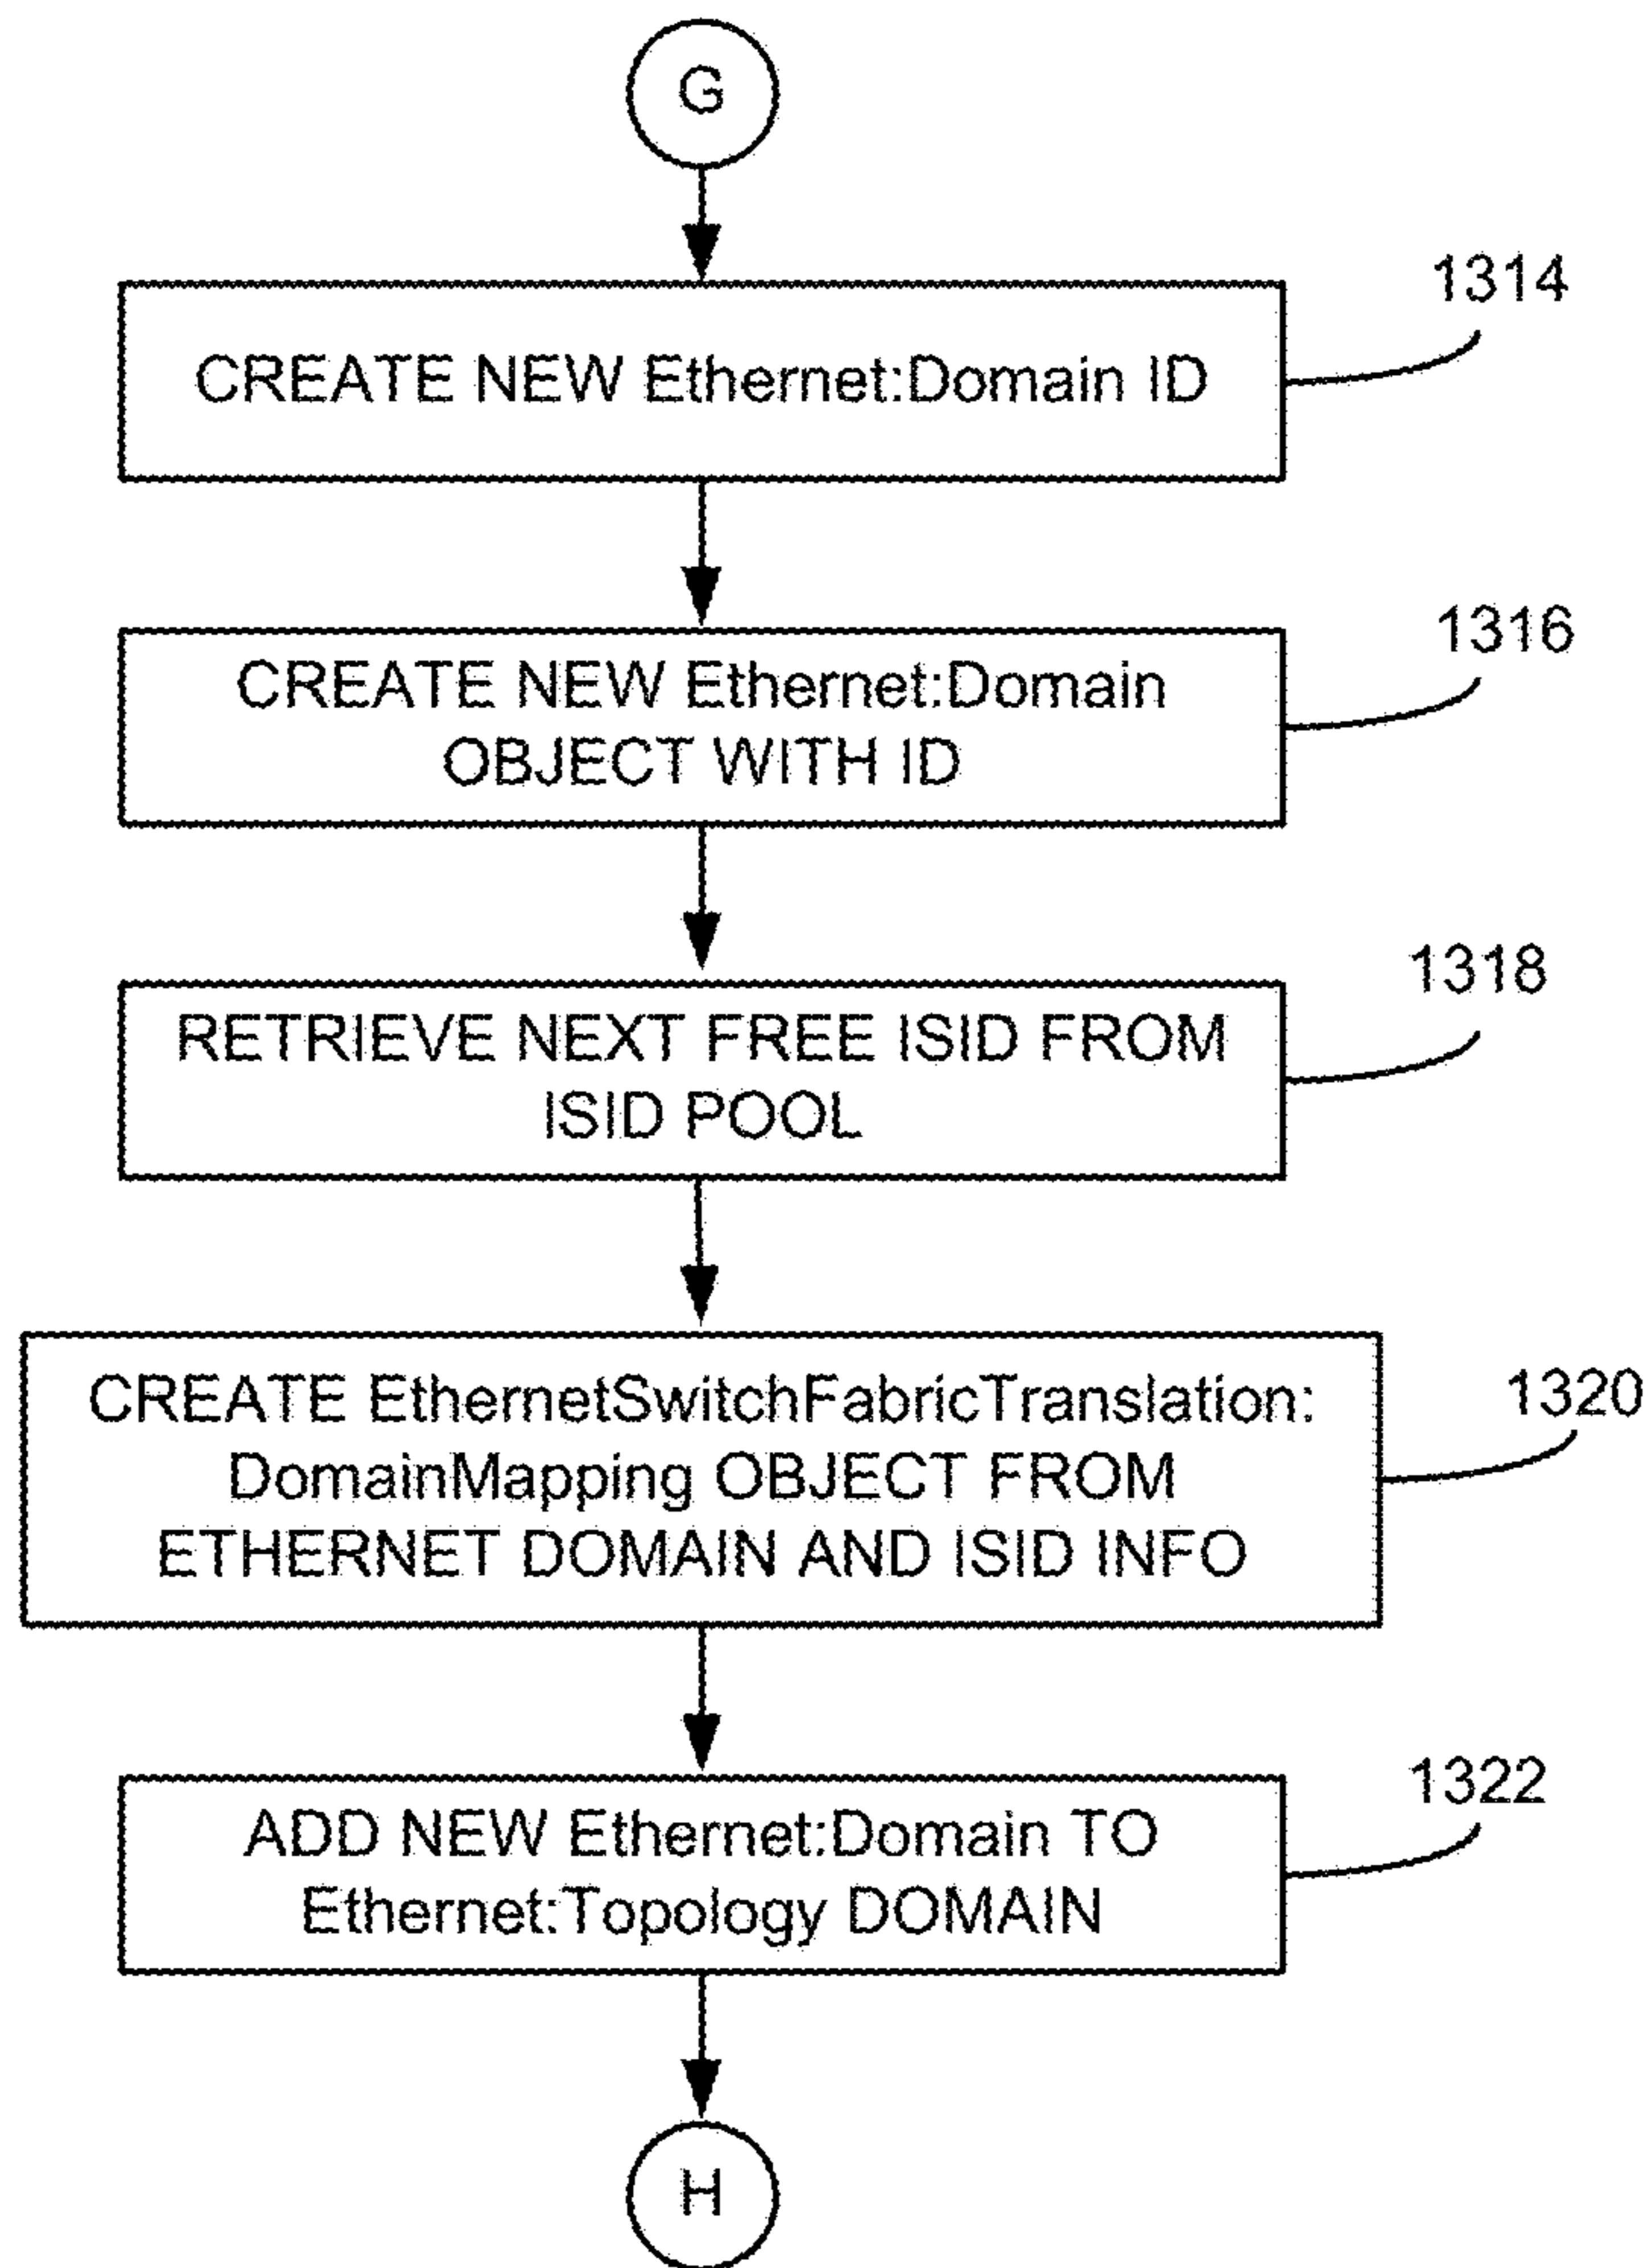 G
1314
CREATE NEW Ethernet:Domain ID
1316
CREATE NEW Ethernet:Domain
OBJECT WITH ID
1318
RETRIEVE NEXT FREE ISID FROM
ISID POOL
1320
CREATE EthernetSwitchFabricTranslation:
DomainMapping OBJECT FROM
ETHERNET DOMAIN AND ISID INFO
1322
ADD NEW Ethernet:Domain TO
Ethernet:Topology DOMAIN
H